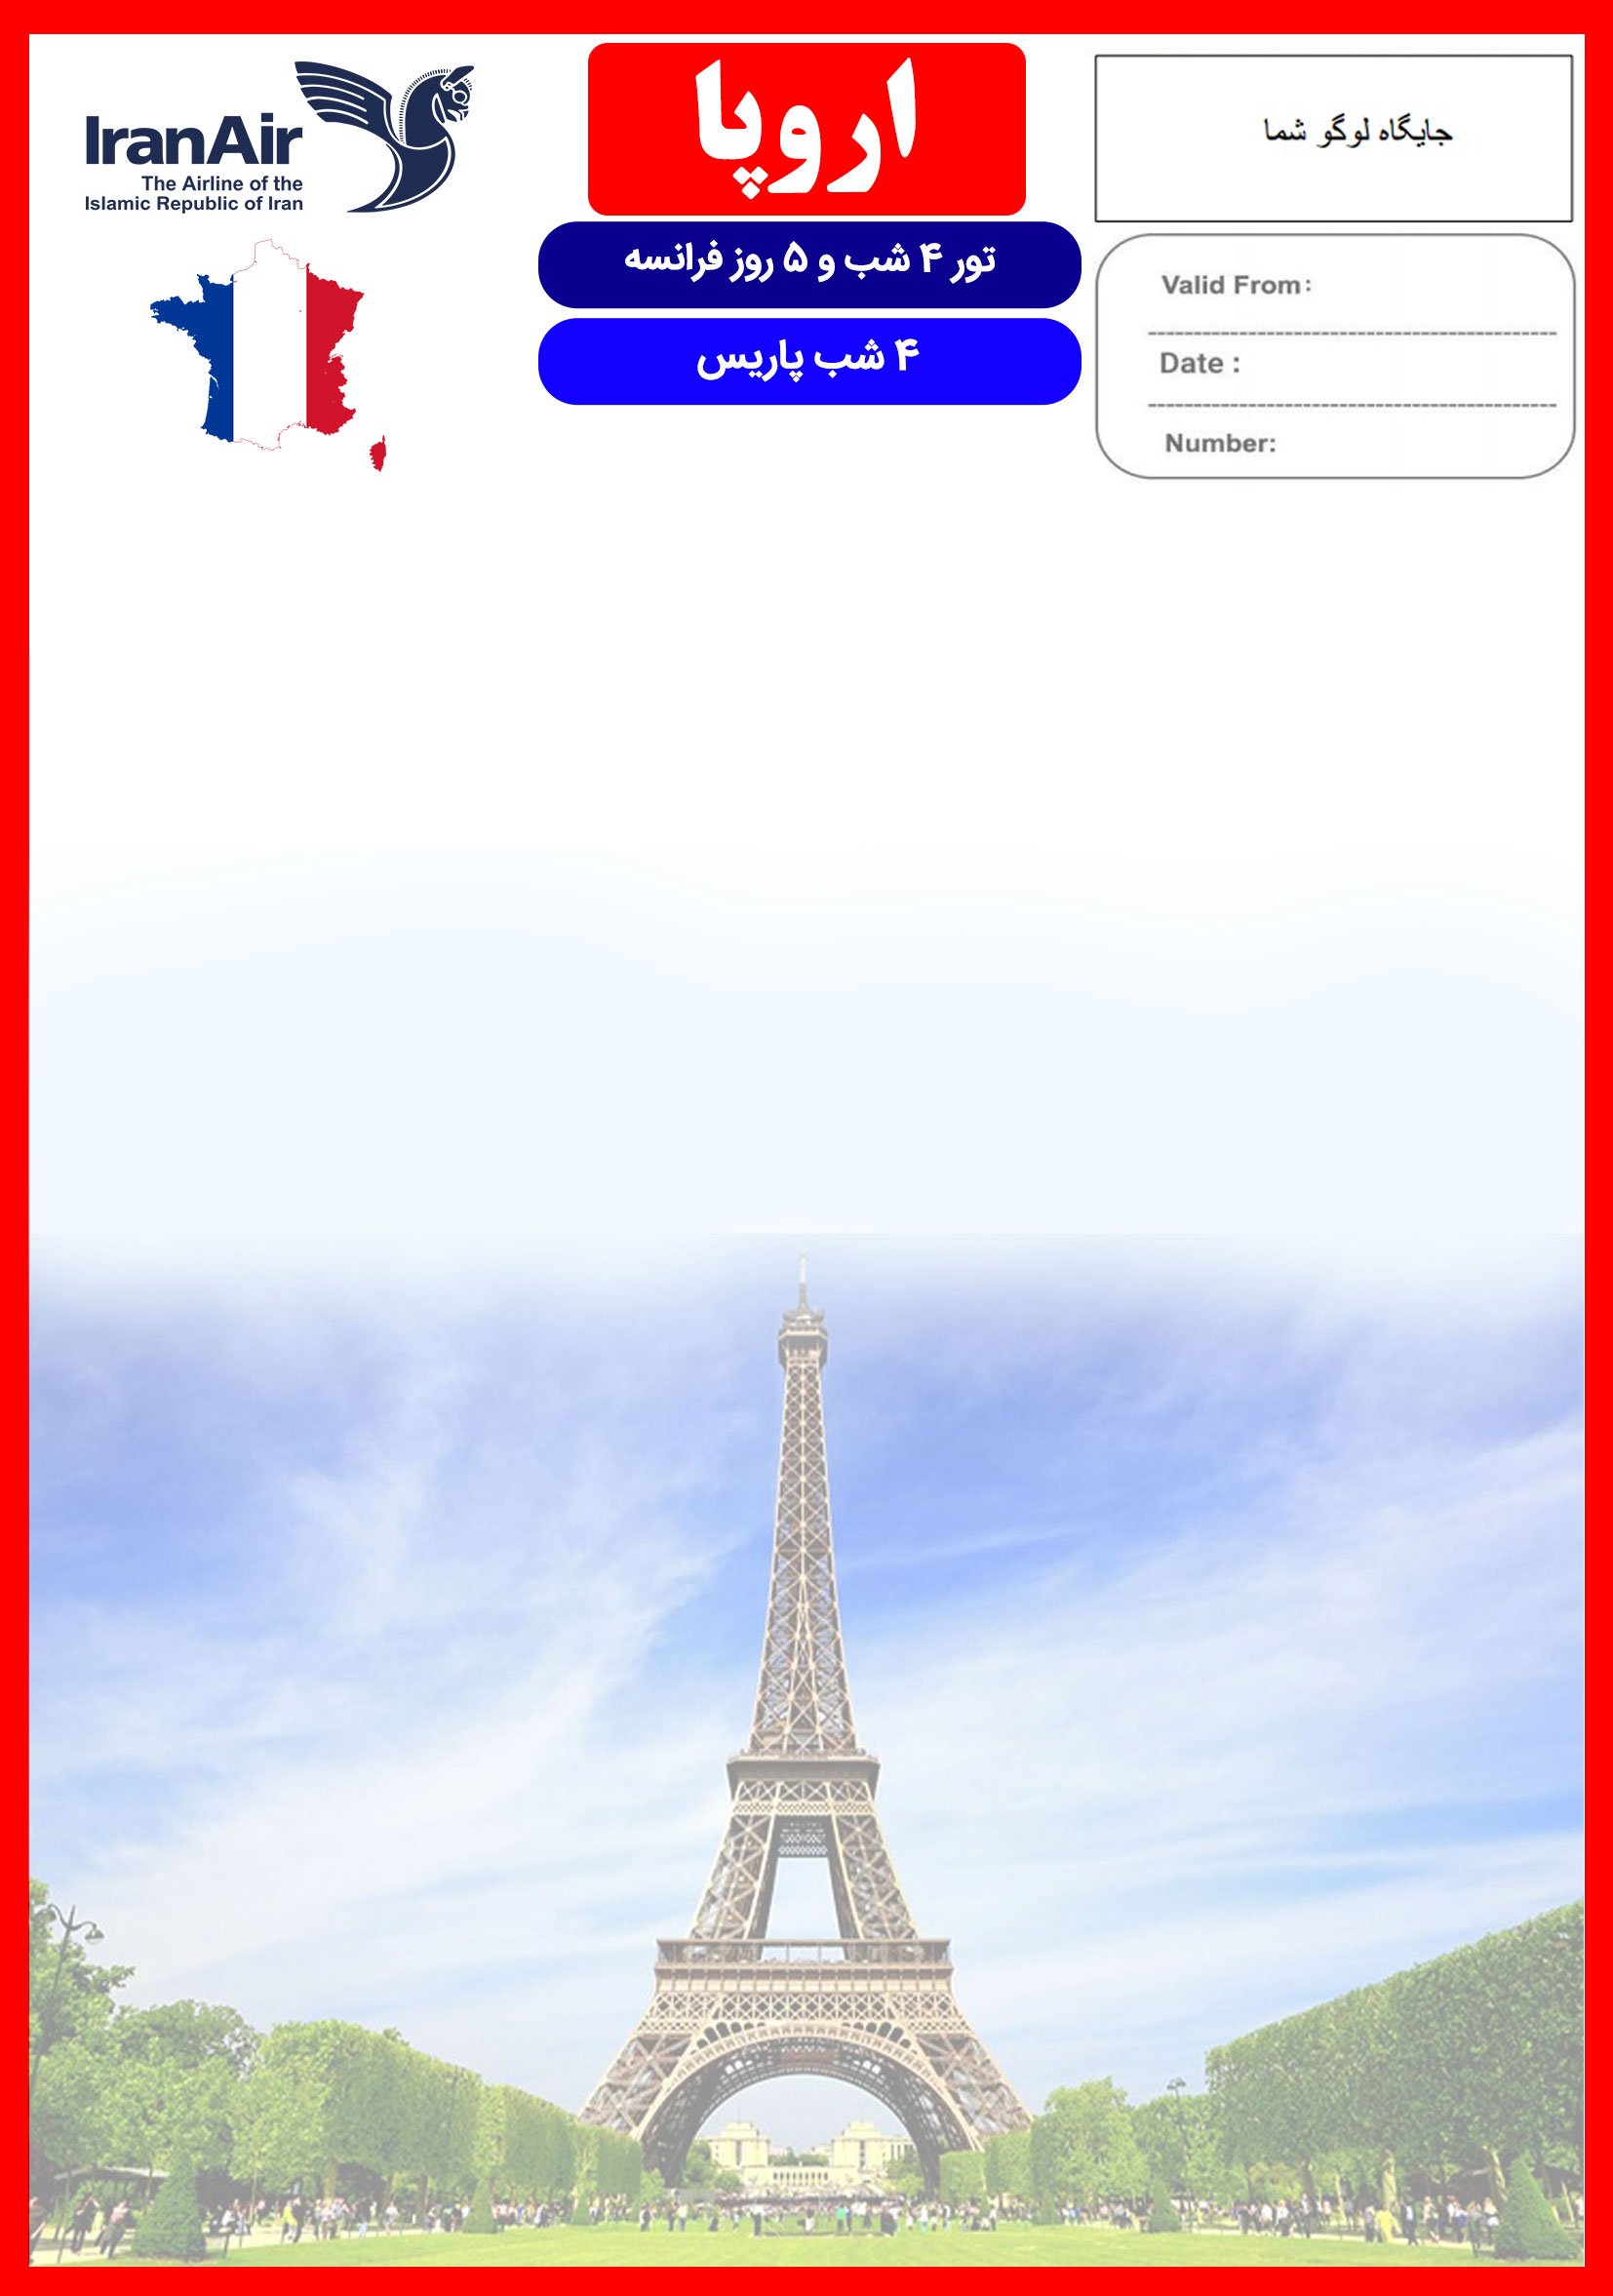 IranAir
The Airline of the
Islamic Republic of Iran
اروپا
تور ۴ شب و ۵ روز فرانسه
۴ شب پاریس
جایگاه لوگو شما
Valid From:
Date :
Number: